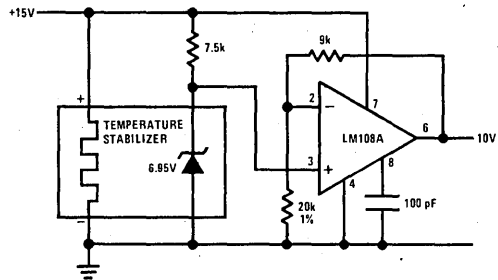 +15V
7.5k
9k
+
TEMPERATURE
STABILIZER
6.95V
−
2
−
7
LM108A
6
10V
3
+
8
4
20k
1%
100 pF